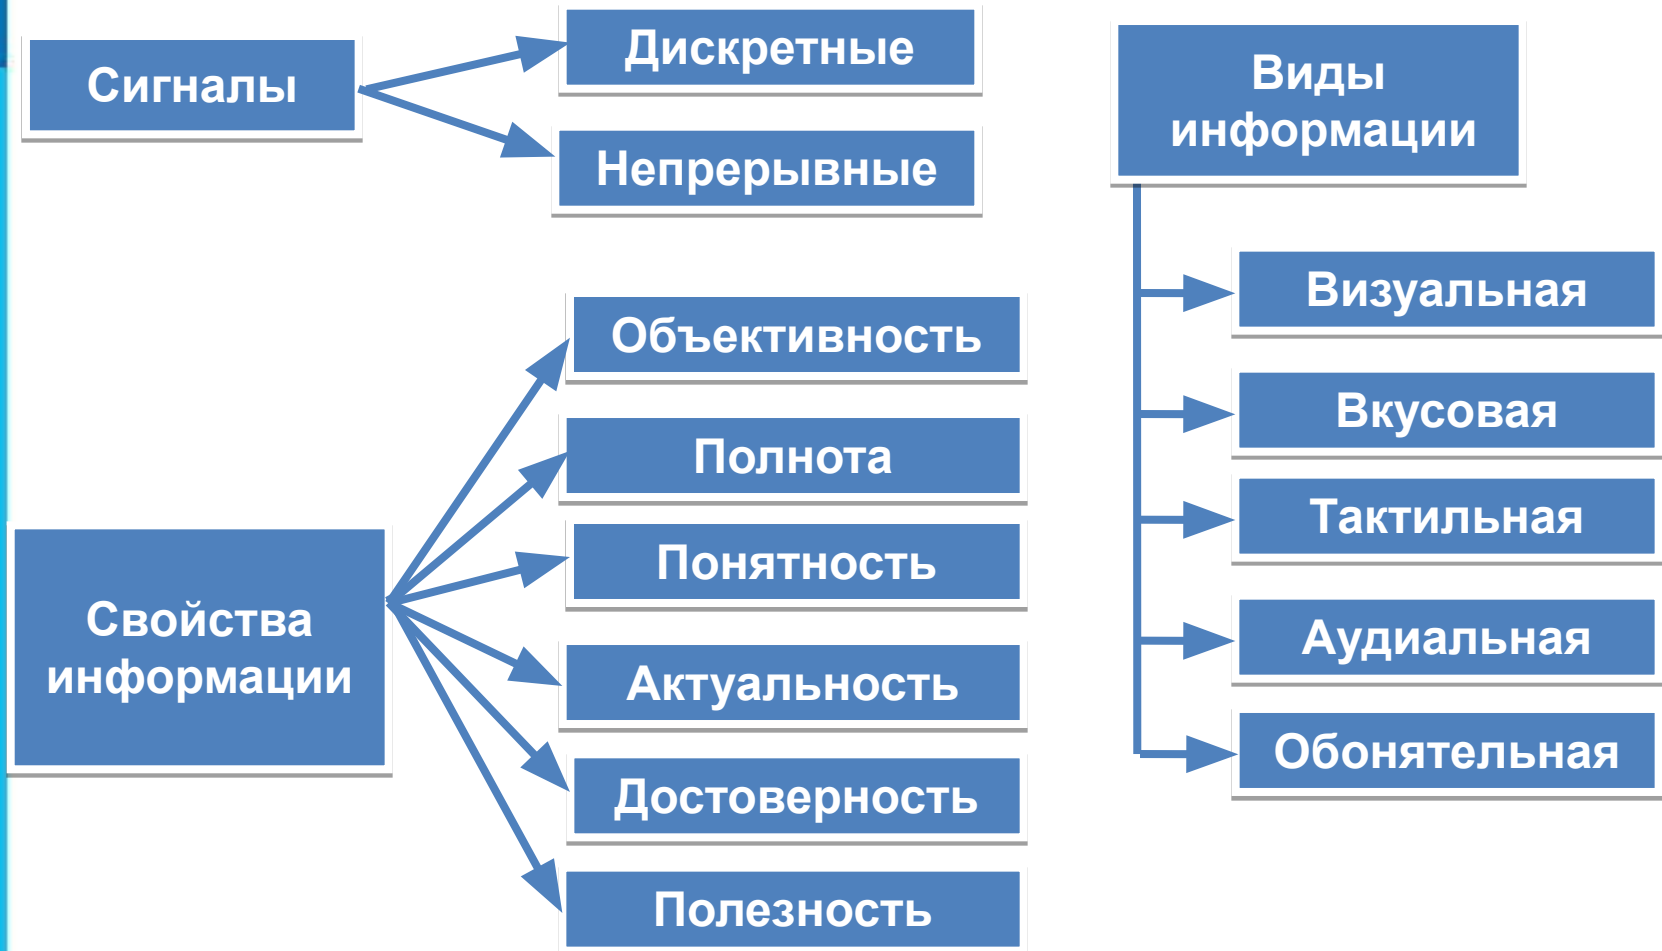 Сигналы
Дискретные
Непрерывные
Свойства
информации
Объективность
Полнота
Понятность
Актуальность
Достоверность
Полезность
Виды
информации
Визуальная
Вкусовая
Тактильная
Аудиальная
Обонятельная